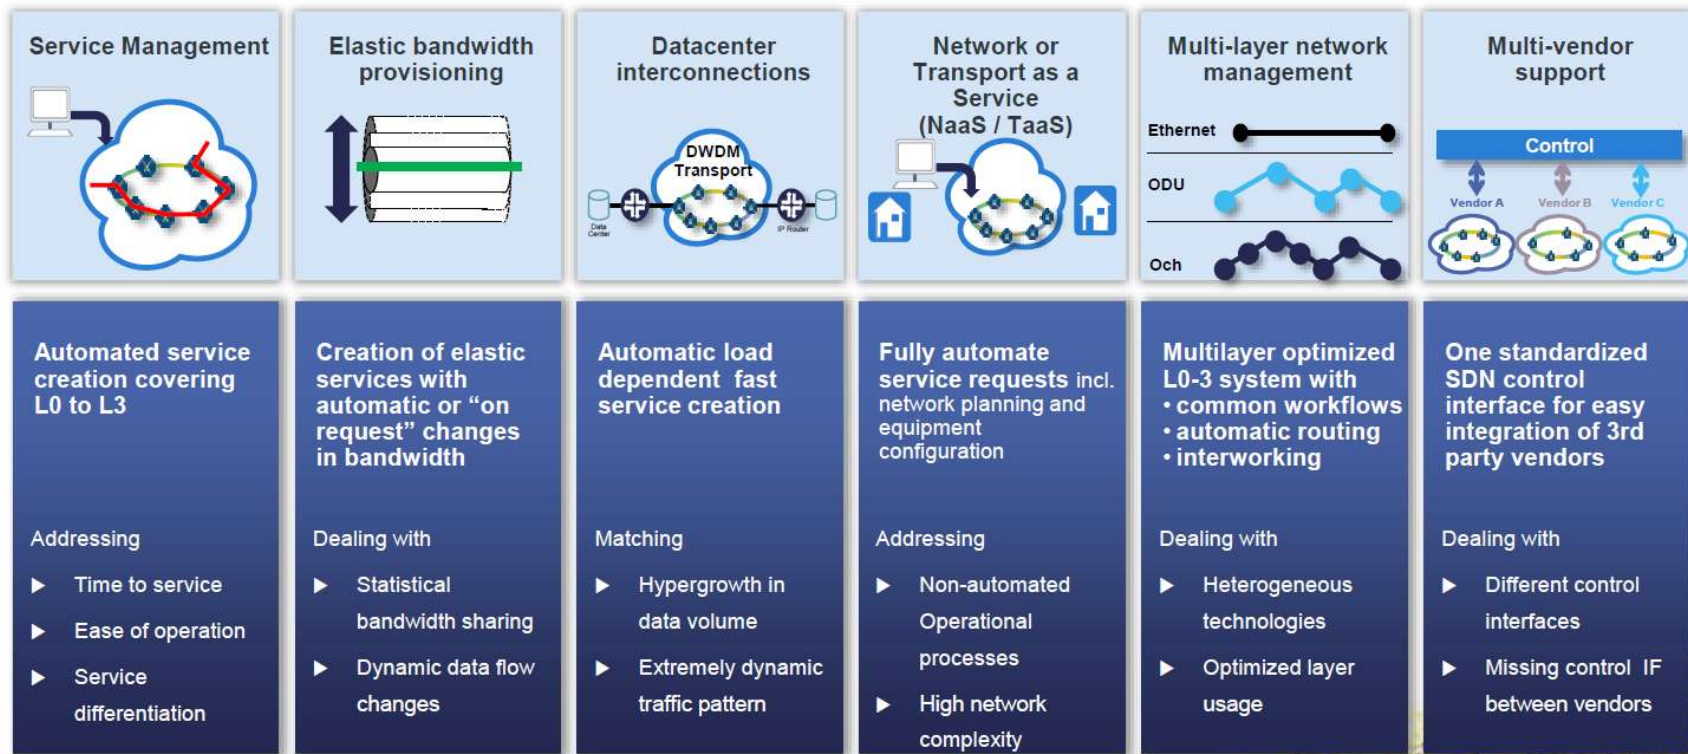 Service Management
Elastic bandwidth
provisioning
Datacenter
interconnections
DWDM
Transport
Data
Center
IP Router
Network or
Transport as a
Service
(NaaS / TaaS)
Multi-layer network
management
Ethernet
ODU
Och
Multi-vendor
support
Control
Vendor A
Vendor B
Vendor C
Automated service
creation covering
L0 to L3
Addressing
▶ Time to service
▶ Ease of operation
▶ Service
differentiation
Creation of elastic
services with
automatic or “on
request” changes
in bandwidth
Dealing with
▶ Statistical
bandwidth sharing
▶ Dynamic data flow
changes
Automatic load
dependent fast
service creation
Matching
▶ Hypergrowth in
data volume
▶ Extremely dynamic
traffic pattern
Fully automate
service requests incl.
network planning and
equipment
configuration
Addressing
▶ Non-automated
Operational
processes
▶ High network
complexity
Multilayer optimized
L0-3 system with
• common workflows
• automatic routing
• interworking
Dealing with
▶ Heterogeneous
technologies
▶ Optimized layer
usage
One standardized
SDN control
interface for easy
integration of 3rd
party vendors
Dealing with
▶ Different control
interfaces
▶ Missing control IF
between vendors